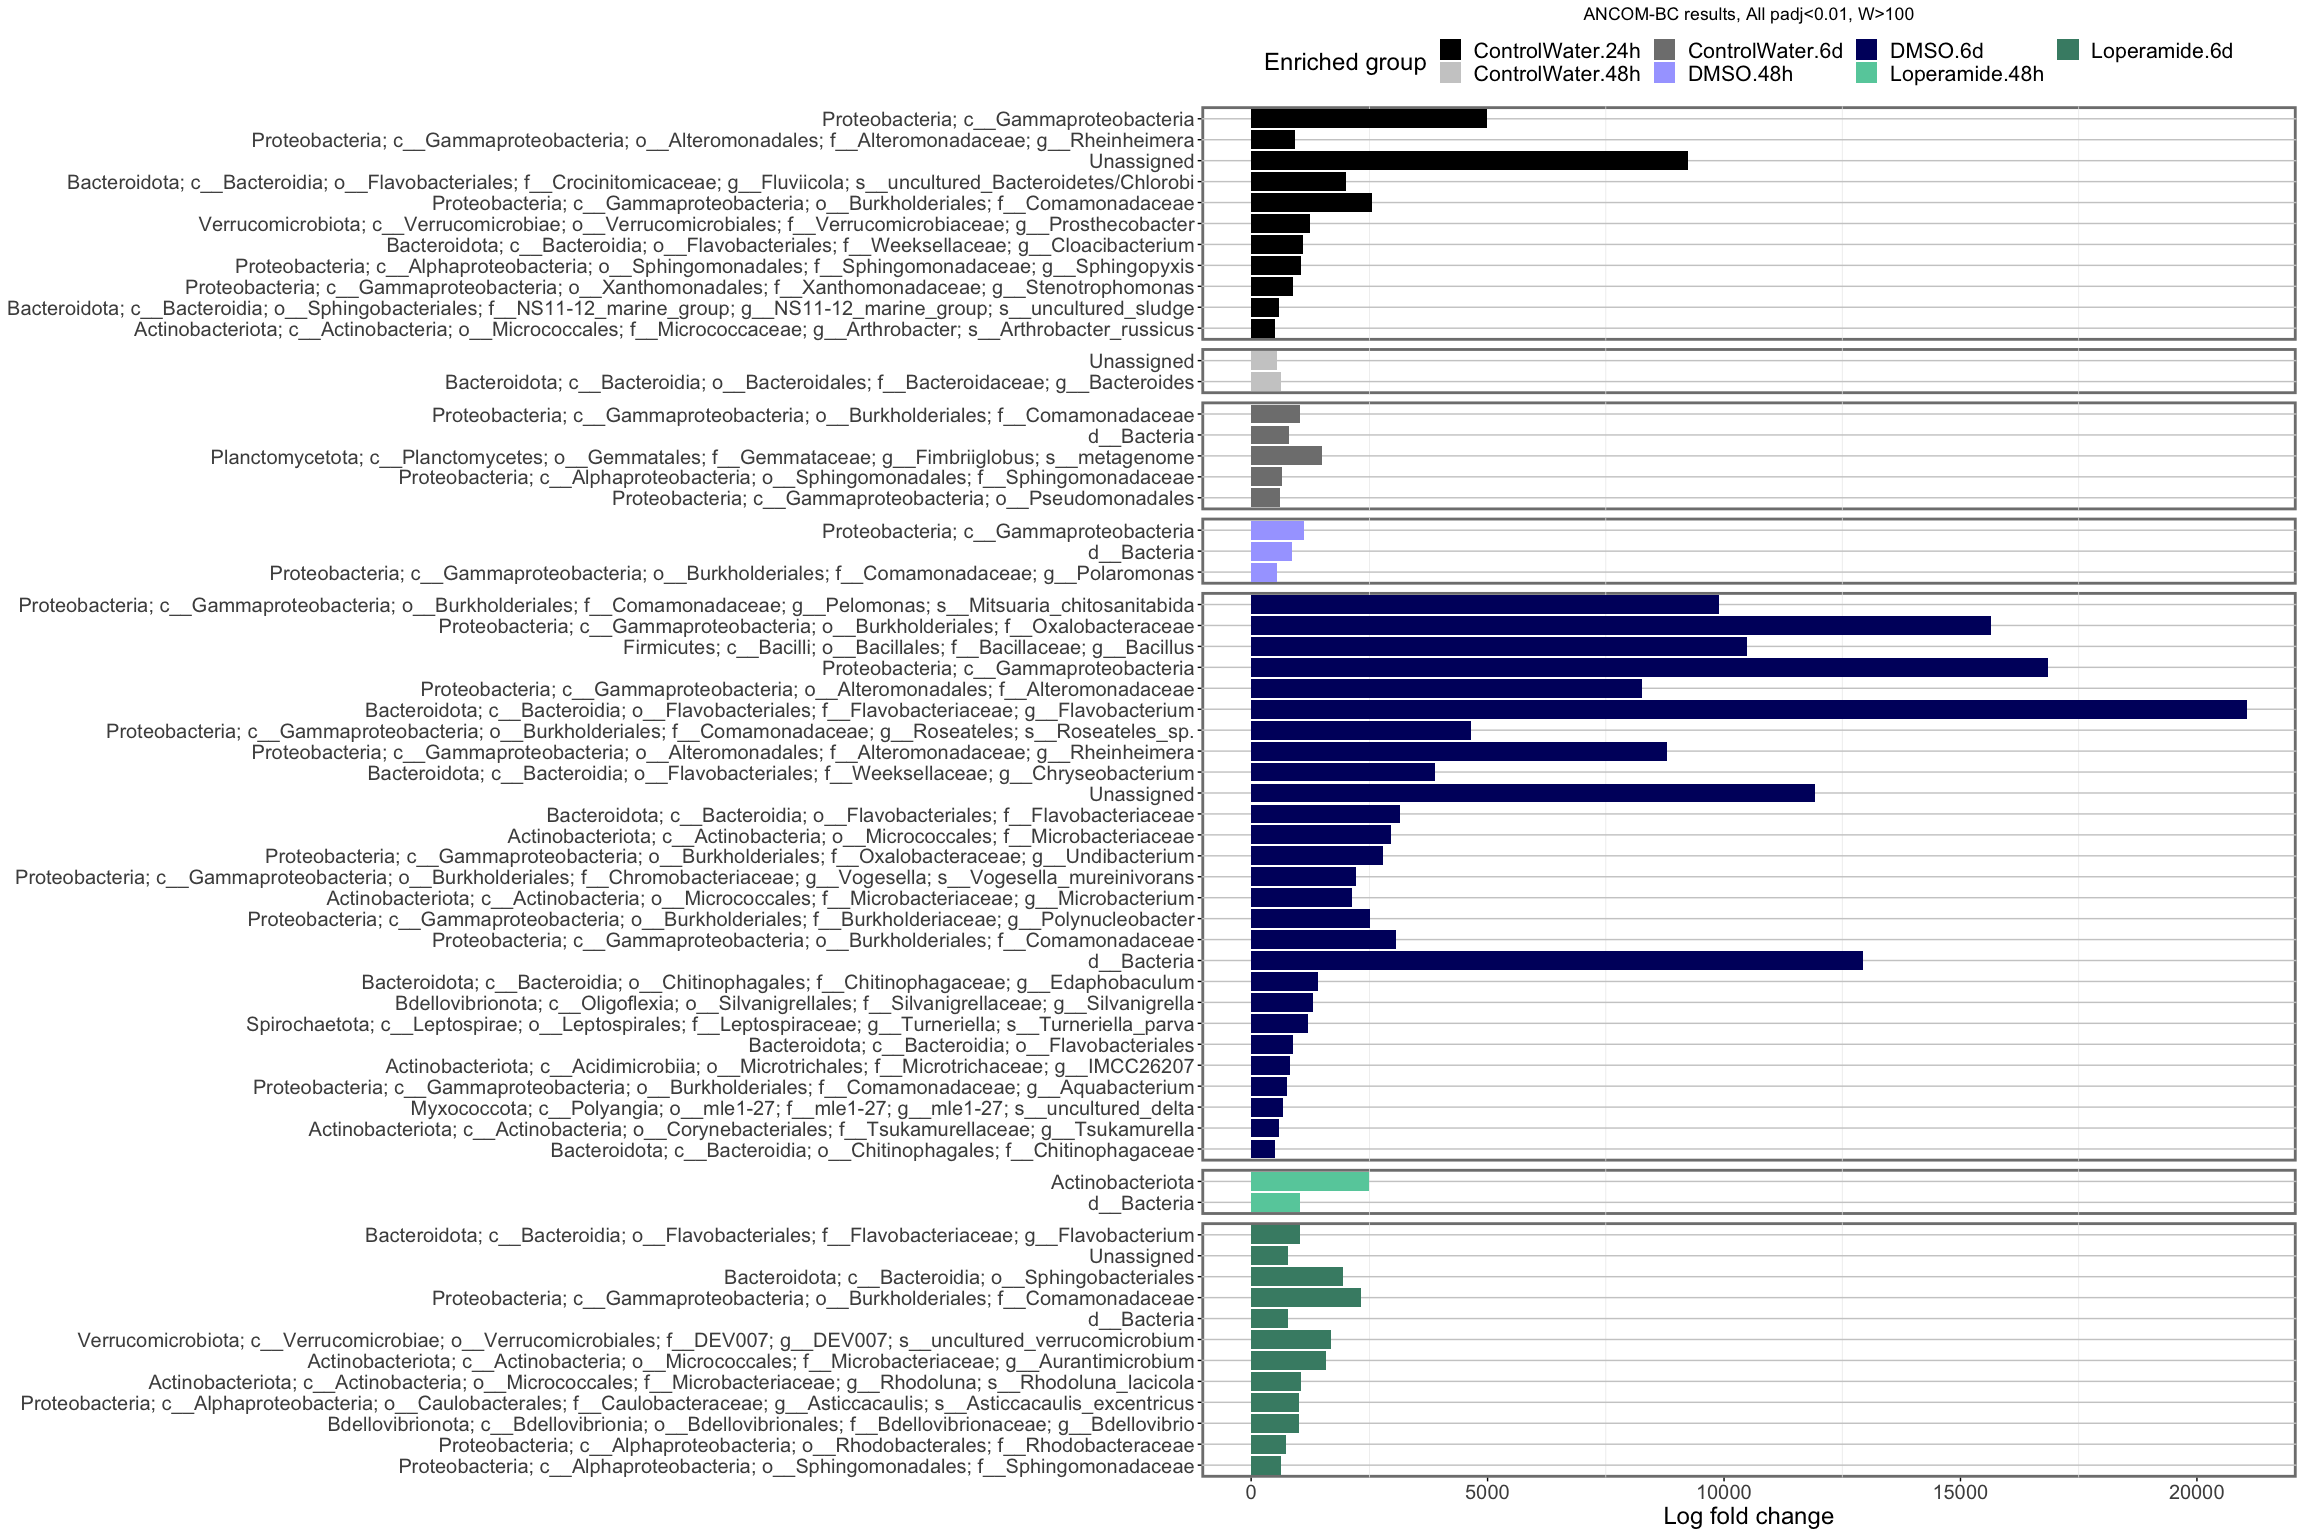 ANCOM-BC results, All padj<0.01, W>100
Enriched group
ControlWater.24h
ControlWater.6d
DMSO.6d
Loperamide.6d
ControlWater.48h
DMSO.48h
Loperamide.48h
Proteobacteria; c__Gammaproteobacteria
Proteobacteria; c__Gammaproteobacteria; o__Alteromonadales; f__Alteromonadaceae; g__Rheinheimera
Unassigned
Bacteroidota; c__Bacteroidia; o__Flavobacteriales; f__Crocinitomicaceae; g__Fluviicola; s__uncultured_Bacteroidetes/Chlorobi
Proteobacteria; c__Gammaproteobacteria; o__Burkholderiales; f__Comamonadaceae
Verrucomicrobiota; c__Verrucomicrobiae; o__Verrucomicrobiales; f__Verrucomicrobiaceae; g__Prosthecobacter
Bacteroidota; c__Bacteroidia; o__Flavobacteriales; f__Weeksellaceae; g__Cloacibacterium
Proteobacteria; c__Alphaproteobacteria; o__Sphingomonadales; f__Sphingomonadaceae; g__Sphingopyxis
Proteobacteria; c__Gammaproteobacteria; o__Xanthomonadales; f__Xanthomonadaceae; g__Stenotrophomonas
Bacteroidota; c__Bacteroidia; o__Sphingobacteriales; f__NS11-12_marine_group; g__NS11-12_marine_group; s__uncultured_sludge
Actinobacteriota; c__Actinobacteria; o__Micrococcales; f__Micrococcaceae; g__Arthrobacter; s__Arthrobacter_russicus
Unassigned
Bacteroidota; c__Bacteroidia; o__Bacteroidales; f__Bacteroidaceae; g__Bacteroides
Proteobacteria; c__Gammaproteobacteria; o__Burkholderiales; f__Comamonadaceae
d__Bacteria
Planctomycetota; c__Planctomycetes; o__Gemmatales; f__Gemmataceae; g__Fimbriiglobus; s__metagenome
Proteobacteria; c__Alphaproteobacteria; o__Sphingomonadales; f__Sphingomonadaceae
Proteobacteria; c__Gammaproteobacteria; o__Pseudomonadales
Proteobacteria; c__Gammaproteobacteria
d__Bacteria
Proteobacteria; c__Gammaproteobacteria; o__Burkholderiales; f__Comamonadaceae; g__Polaromonas
Proteobacteria; c__Gammaproteobacteria; o__Burkholderiales; f__Comamonadaceae; g__Pelomonas; s__Mitsuaria_chitosanitabida
Proteobacteria; c__Gammaproteobacteria; o__Burkholderiales; f__Oxalobacteraceae
Firmicutes; c__Bacilli; o__Bacillales; f__Bacillaceae; g__Bacillus
Proteobacteria; c__Gammaproteobacteria
Proteobacteria; c__Gammaproteobacteria; o__Alteromonadales; f__Alteromonadaceae
Bacteroidota; c__Bacteroidia; o__Flavobacteriales; f__Flavobacteriaceae; g__Flavobacterium
Proteobacteria; c__Gammaproteobacteria; o__Burkholderiales; f__Comamonadaceae; g__Roseateles; s__Roseateles_sp.
Proteobacteria; c__Gammaproteobacteria; o__Alteromonadales; f__Alteromonadaceae; g__Rheinheimera
Bacteroidota; c__Bacteroidia; o__Flavobacteriales; f__Weeksellaceae; g__Chryseobacterium
Unassigned
Bacteroidota; c__Bacteroidia; o__Flavobacteriales; f__Flavobacteriaceae
Actinobacteriota; c__Actinobacteria; o__Micrococcales; f__Microbacteriaceae
Proteobacteria; c__Gammaproteobacteria; o__Burkholderiales; f__Oxalobacteraceae; g__Undibacterium
Proteobacteria; c__Gammaproteobacteria; o__Burkholderiales; f__Chromobacteriaceae; g__Vogesella; s__Vogesella_mureinivorans
Actinobacteriota; c__Actinobacteria; o__Micrococcales; f__Microbacteriaceae; g__Microbacterium
Proteobacteria; c__Gammaproteobacteria; o__Burkholderiales; f__Burkholderiaceae; g__Polynucleobacter
Proteobacteria; c__Gammaproteobacteria; o__Burkholderiales; f__Comamonadaceae
d__Bacteria
Bacteroidota; c__Bacteroidia; o__Chitinophagales; f__Chitinophagaceae; g__Edaphobaculum
Bdellovibrionota; c__Oligoflexia; o__Silvanigrellales; f__Silvanigrellaceae; g__Silvanigrella
Spirochaetota; c__Leptospirae; o__Leptospirales; f__Leptospiraceae; g__Turneriella; s__Turneriella_parva
Bacteroidota; c__Bacteroidia; o__Flavobacteriales
Actinobacteriota; c__Acidimicrobiia; o__Microtrichales; f__Microtrichaceae; g__IMCC26207
Proteobacteria; c__Gammaproteobacteria; o__Burkholderiales; f__Comamonadaceae; g__Aquabacterium
Myxococcota; c__Polyangia; o__mle1-27; f__mle1-27; g__mle1-27; s__uncultured_delta
Actinobacteriota; c__Actinobacteria; o__Corynebacteriales; f__Tsukamurellaceae; g__Tsukamurella
Bacteroidota; c__Bacteroidia; o__Chitinophagales; f__Chitinophagaceae
Actinobacteriota
d__Bacteria
Bacteroidota; c__Bacteroidia; o__Flavobacteriales; f__Flavobacteriaceae; g__Flavobacterium
Unassigned
Bacteroidota; c__Bacteroidia; o__Sphingobacteriales
Proteobacteria; c__Gammaproteobacteria; o__Burkholderiales; f__Comamonadaceae
d__Bacteria
Verrucomicrobiota; c__Verrucomicrobiae; o__Verrucomicrobiales; f__DEV007; g__DEV007; s__uncultured_verrucomicrobium
Actinobacteriota; c__Actinobacteria; o__Micrococcales; f__Microbacteriaceae; g__Aurantimicrobium
Actinobacteriota; c__Actinobacteria; o__Micrococcales; f__Microbacteriaceae; g__Rhodoluna; s__Rhodoluna_lacicola
Proteobacteria; c__Alphaproteobacteria; o__Caulobacterales; f__Caulobacteraceae; g__Asticcacaulis; s__Asticcacaulis_excentricus
Bdellovibrionota; c__Bdellovibrionia; o__Bdellovibrionales; f__Bdellovibrionaceae; g__Bdellovibrio
Proteobacteria; c__Alphaproteobacteria; o__Rhodobacterales; f__Rhodobacteraceae
Proteobacteria; c__Alphaproteobacteria; o__Sphingomonadales; f__Sphingomonadaceae
0 5000 10000 15000 20000
Log fold change